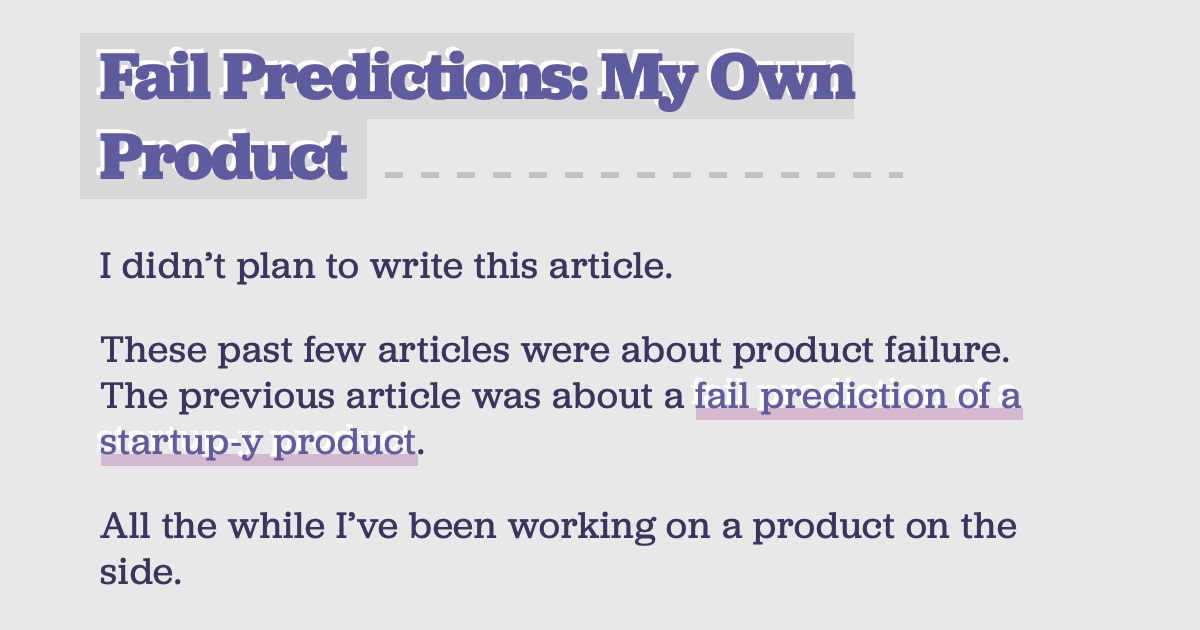 Fail Predictions: My Own
Product
I didn’t plan to write this article.
These past few articles were about product failure.
The previous article was about a fail prediction of a
startup-y product.
All the while I’ve been working on a product on the
side.